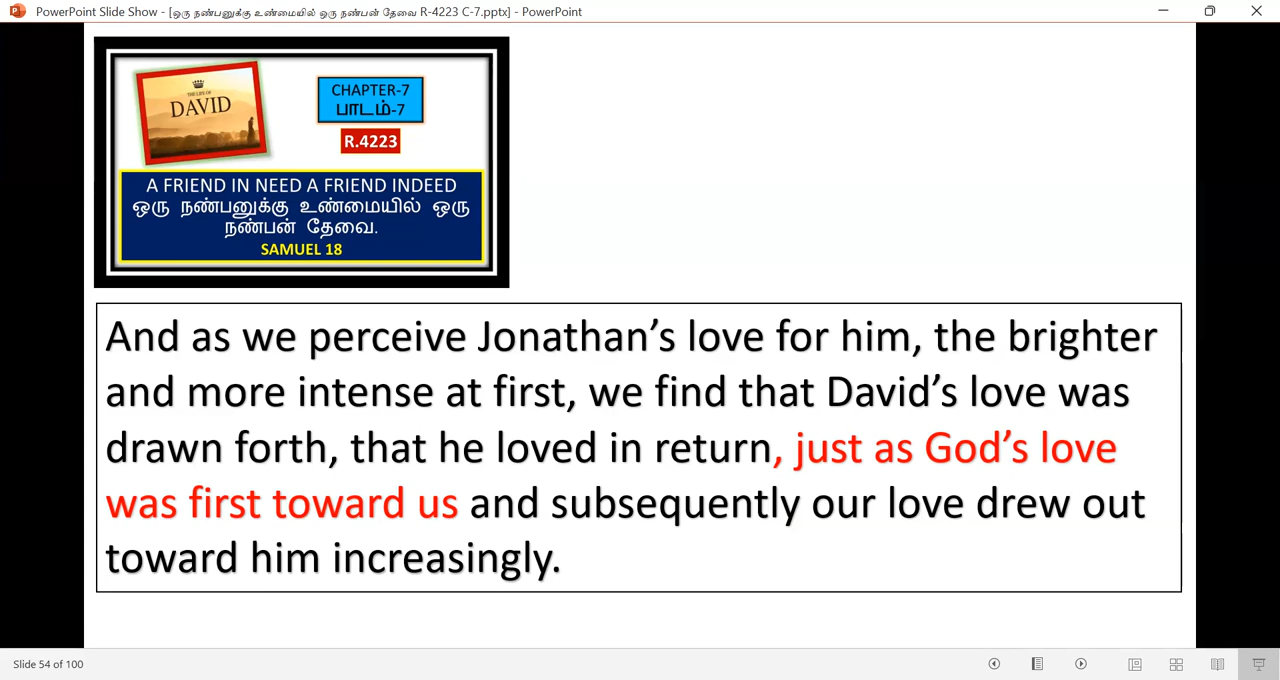 PowerPoint Slide Show - [ஒரு நண்பனுக்கு உண்மையில் ஒரு நண்பன் தேவை R-4223 C-7.pptx] - PowerPoint
THE LIFE OF
DAVID
CHAPTER-7
பாடம்-7
R.4223
A FRIEND IN NEED A FRIEND INDEED
ஒரு நண்பனுக்கு உண்மையில் ஒரு
நண்பன் தேவை.
SAMUEL 18
And as we perceive Jonathan’s love for him, the brighter
and more intense at first, we find that David’s love was
drawn forth, that he loved in return, just as God’s love
was first toward us and subsequently our love drew out
toward him increasingly.
Slide 54 of 100